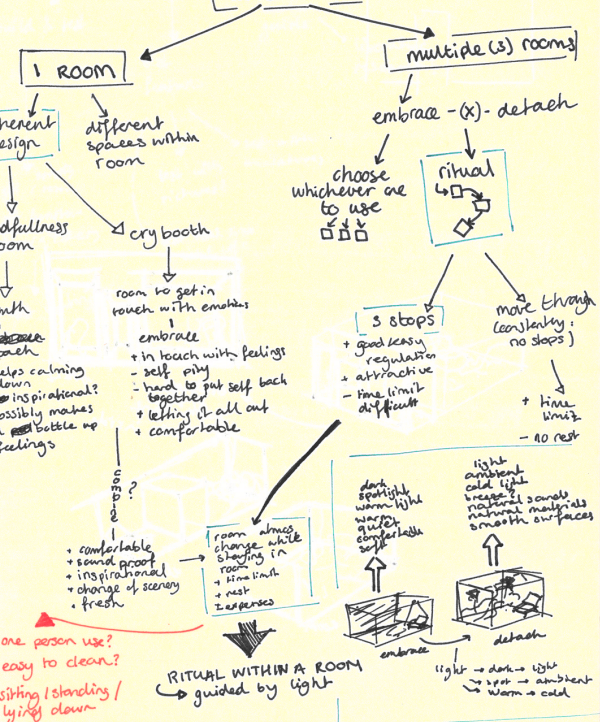 1 ROOM
multiple (3) rooms
herent
esign
different
spaces within
room
embrace -(x)- detach
choose
whichever one
to use
ritual
dfullness
oom
cry booth
room to get in
touch with emotions
embrace
+ in touch with feelings
- self pity
- hard to put self back
together
+ letting it all out
+ comfortable
3 stops
+ good/easy
regulation
+ attractive
- time limit
difficult
move through
(constantly;
no stops)
+ time
limit
- no rest
elps calming
down
inspirational?
ossibly makes
bottle up
feelings
combine ?
+ comfortable
+ sound proof
+ inspirational
+ change of scenery
+ fresh
room atmos
change while
staying in
room
+ time limit
+ rest
expenses
dark
spotlight
warm light
warm
quiet
comfortable
soft
light
ambient
cold light
breeze?
natural sounds
natural materials
smooth surfaces
embrace
detach
light → dark → light
→ spot → ambient
→ warm → cold
RITUAL WITHIN A ROOM
guided by light
one person use?
easy to clean?
sitting / standing /
lying down